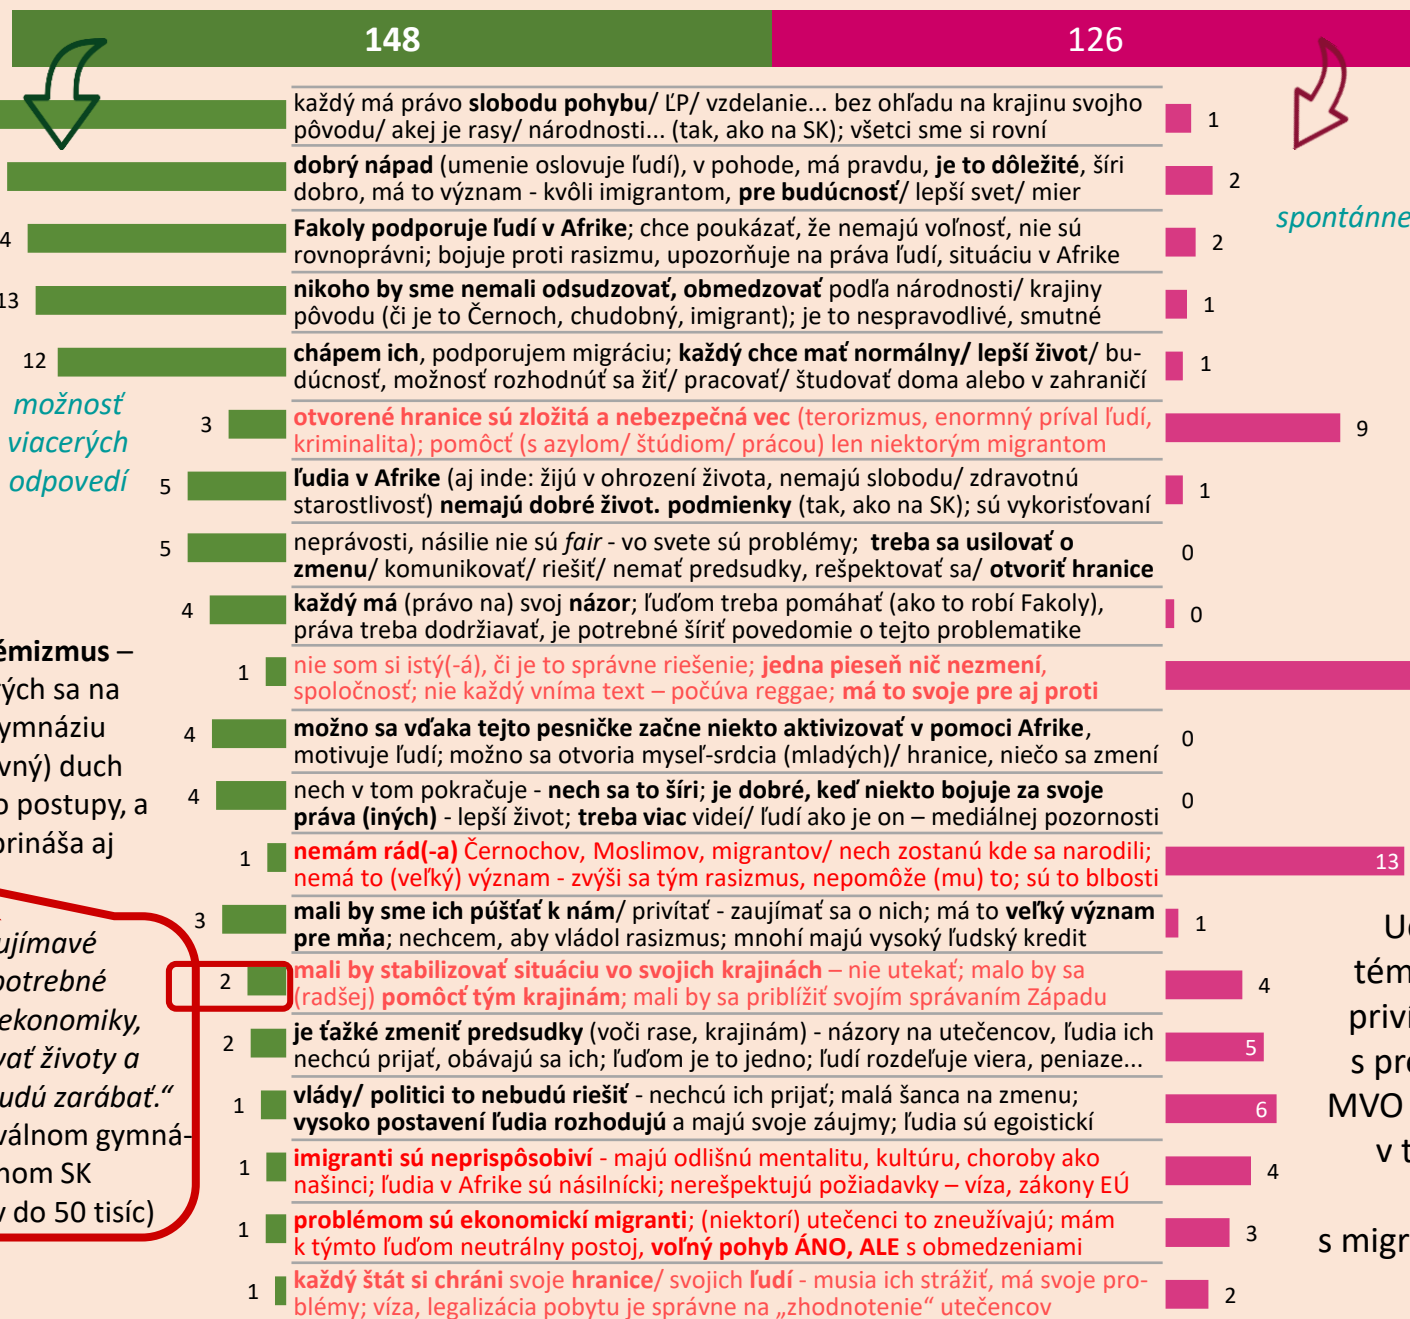 148
126
každý má právo slobodu pohybu/ ĽP/ vzdelanie... bez ohľadu na krajinu svojho
pôvodu/ akej je rasy/ národnosti... (tak, ako na SK); všetci sme si rovní
1
dobrý nápad (umenie oslovuje ľudí), v pohode, má pravdu, je to dôležité, šíri
dobro, má to význam - kvôli imigrantom, pre budúcnosť/ lepší svet/ mier
2
spontánne
4
Fakoly podporuje ľudí v Afrike; chce poukázať, že nemajú voľnosť, nie sú
rovnoprávni; bojuje proti rasizmu, upozorňuje na práva ľudí, situáciu v Afrike
2
13
nikoho by sme nemali odsudzovať, obmedzovať podľa národnosti/ krajiny
pôvodu (či je to Černoch, chudobný, imigrant); je to nespravodlivé, smutné
1
12
chápem ich, podporujem migráciu; každý chce mať normálny/ lepší život/ bu-
dúcnosť, možnosť rozhodnúť sa žiť/ pracovať/ študovať doma alebo v zahraničí
1
možnosť
viacerých
odpovedí
3
otvorené hranice sú zložitá a nebezpečná vec (terorizmus, enormný príval ľudí,
kriminalita); pomôcť (s azylom/ štúdiom/ prácou) len niektorým migrantom
9
5
ľudia v Afrike (aj inde: žijú v ohrození života, nemajú slobodu/ zdravotnú
starostlivosť) nemajú dobré život. podmienky (tak, ako na SK); sú vykorisťovaní
1
5
neprávosti, násilie nie sú fair - vo svete sú problémy; treba sa usilovať o
zmenu/ komunikovať/ riešiť/ nemať predsudky, rešpektovať sa/ otvoriť hranice
0
4
každý má (právo na) svoj názor; ľuďom treba pomáhať (ako to robí Fakoly),
práva treba dodržiavať, je potrebné šíriť povedomie o tejto problematike
0
1
nie som si istý(-á), či je to správne riešenie; jedna pieseň nič nezmení,
spoločnosť; nie každý vníma text – počúva reggae; má to svoje pre aj proti
4
možno sa vďaka tejto pesničke začne niekto aktivizovať v pomoci Afrike,
motivuje ľudí; možno sa otvoria myseľ-srdcia (mladých)/ hranice, niečo sa zmení
0
4
nech v tom pokračuje - nech sa to šíri; je dobré, keď niekto bojuje za svoje
práva (iných) - lepší život; treba viac videí/ ľudí ako je on – mediálnej pozornosti
0
1
nemám rád(-a) Černochov, Moslimov, migrantov/ nech zostanú kde sa narodili;
nemá to (veľký) význam - zvýši sa tým rasizmus, nepomôže (mu) to; sú to blbosti
13
3
mali by sme ich púšťať k nám/ privítať - zaujímať sa o nich; má to veľký význam
pre mňa; nechcem, aby vládol rasizmus; mnohí majú vysoký ľudský kredit
1
2
mali by stabilizovať situáciu vo svojich krajinách – nie utekať; malo by sa
(radšej) pomôcť tým krajinám; mali by sa priblížiť svojím správaním Západu
4
2
je ťažké zmeniť predsudky (voči rase, krajinám) - názory na utečencov, ľudia ich
nechcú prijať, obávajú sa ich; ľuďom je to jedno; ľudí rozdeľuje viera, peniaze...
5
1
vlády/ politici to nebudú riešiť - nechcú ich prijať; malá šanca na zmenu;
vysoko postavení ľudia rozhodujú a majú svoje záujmy; ľudia sú egoistickí
6
1
imigranti sú neprispôsobiví - majú odlišnú mentalitu, kultúru, choroby ako
našinci; ľudia v Afrike sú násilnícki; nerešpektujú požiadavky – víza, zákony EÚ
4
1
problémom sú ekonomickí migranti; (niektorí) utečenci to zneužívajú; mám
k týmto ľuďom neutrálny postoj, voľný pohyb ÁNO, ALE s obmedzeniami
3
1
každý štát si chráni svoje hranice/ svojich ľudí - musia ich strážiť, má svoje pro-
blémy; víza, legalizácia pobytu je správne na „zhodnotenie“ utečencov
2
émizmus –
rých sa na
ymnáziu
vný) duch
o postupy, a
prináša aj
ujímavé
potrebné
ekonomiky,
vať životy a
udú zarábať.“
válnom gymná-
nom SK
v do 50 tisíc)
tém
priví
s pre
MVO
v t
s migr